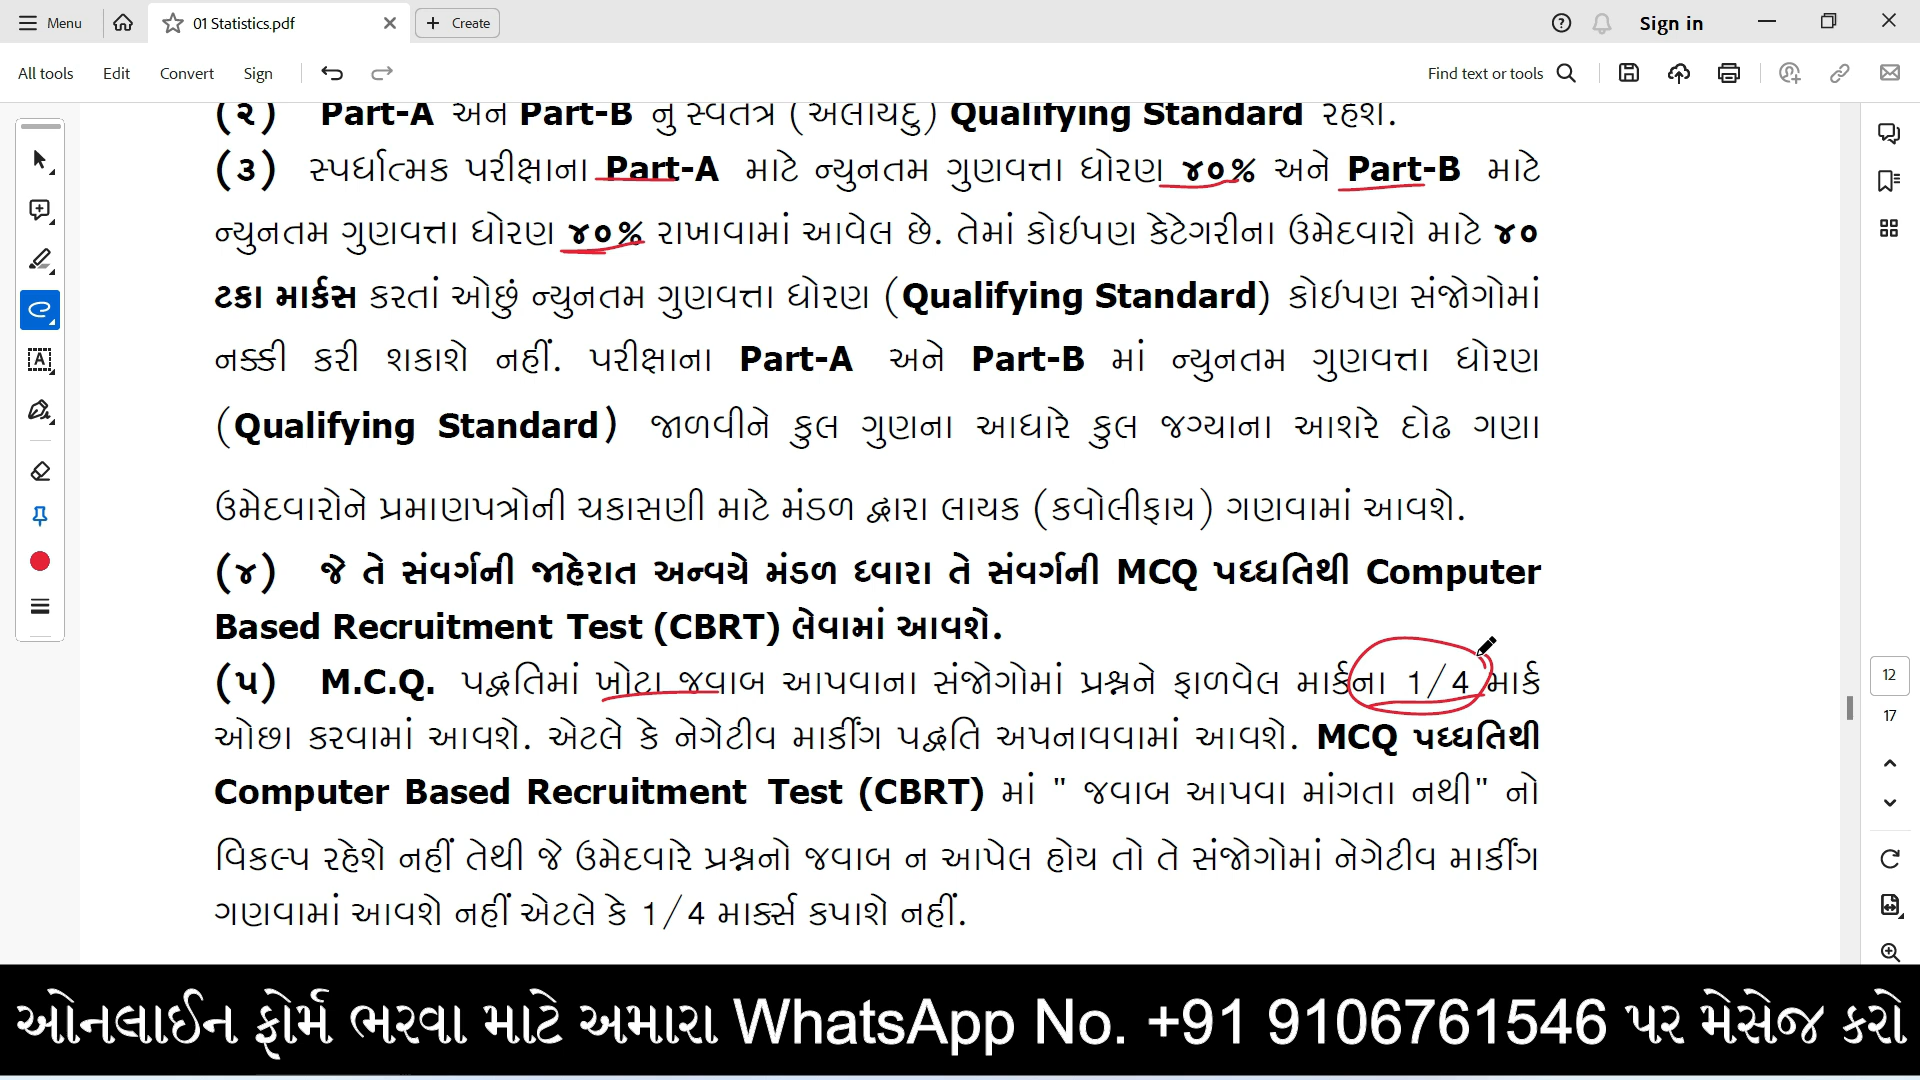 Menu
01 Statistics.pdf
Create
Sign in
All tools Edit Convert Sign
Find text or tools
(૨) Part-A અને Part-B નુ સ્વતંત્ર (અલાયદુ) Qualifying Standard રહેશે.
(૩) સ્પર્ધાત્મક પરીક્ષાના Part-A માટે ન્યુનતમ ગુણવત્તા ધોરણ ૪૦% અને Part-B માટે
ન્યુનતમ ગુણવત્તા ધોરણ ૪૦% રાખવામાં આવેલ છે. તેમાં કોઈપણ કેટેગરીના ઉમેદવારો માટે ૪૦
ટકા માર્કસ કરતાં ઓછું ન્યુનતમ ગુણવત્તા ધોરણ (Qualifying Standard) કોઈપણ સંજોગોમાં
નક્કી કરી શકાશે નહીં. પરીક્ષાના Part-A અને Part-B માં ન્યુનતમ ગુણવત્તા ધોરણ
(Qualifying Standard) જાળવીને કુલ ગુણના આધારે કુલ જગ્યાના આશરે દોઢ ગણા
ઉમેદવારોને પ્રમાણપત્રોની ચકાસણી માટે મંડળ દ્વારા લાયક (કવોલીફાય) ગણવામાં આવશે.
(૪) જે તે સંવર્ગની જાહેરાત અન્વયે મંડળ ધ્વારા તે સંવર્ગની MCQ પધ્ધતિથી Computer
Based Recruitment Test (CBRT) લેવામાં આવશે.
(૫) M.C.Q. પદ્ધતિમાં ખોટા જવાબ આપવાના સંજોગોમાં પ્રશ્નને ફાળવેલ માર્કના 1/4 માર્ક
ઓછા કરવામાં આવશે. એટલે કે નેગેટીવ માર્કીંગ પદ્ધતિ અપનાવવામાં આવશે. MCQ પધ્ધતિથી
Computer Based Recruitment Test (CBRT) માં " જવાબ આપવા માંગતા નથી" નો
વિકલ્પ રહેશે નહીં તેથી જે ઉમેદવારે પ્રશ્નનો જવાબ ન આપેલ હોય તો તે સંજોગોમાં નેગેટીવ માર્કીંગ
ગણવામાં આવશે નહીં એટલે કે 1/4 માર્ક્સ કપાશે નહીં.
12
17
ઓનલાઈન ફોર્મ ભરવા માટે અમારા WhatsApp No. +91 9106761546 પર મેસેજ કરો